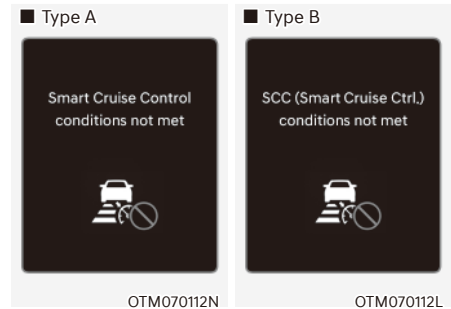 ■ Type A
Smart Cruise Control
conditions not met
OTM070112N
■ Type B
SCC (Smart Cruise Ctrl.)
conditions not met
OTM070112L